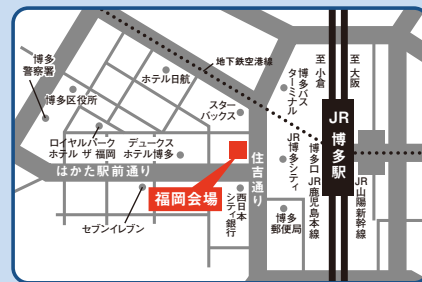 博多
警察署
博多区役所
ホテル日航
地下鉄空港線
スター
バックス
ロイヤルパーク
ホテル ザ 福岡
デュークス
ホテル博多
はかた駅前通り
セブンイレブン
福岡会場
西日本
シティ銀行
住吉通り
博多バス
ターミナル
JR博多シティ
博多
郵便局
博多口
至 小倉
至 大阪
JR
博多駅
JR鹿児島本線
JR山陽新幹線